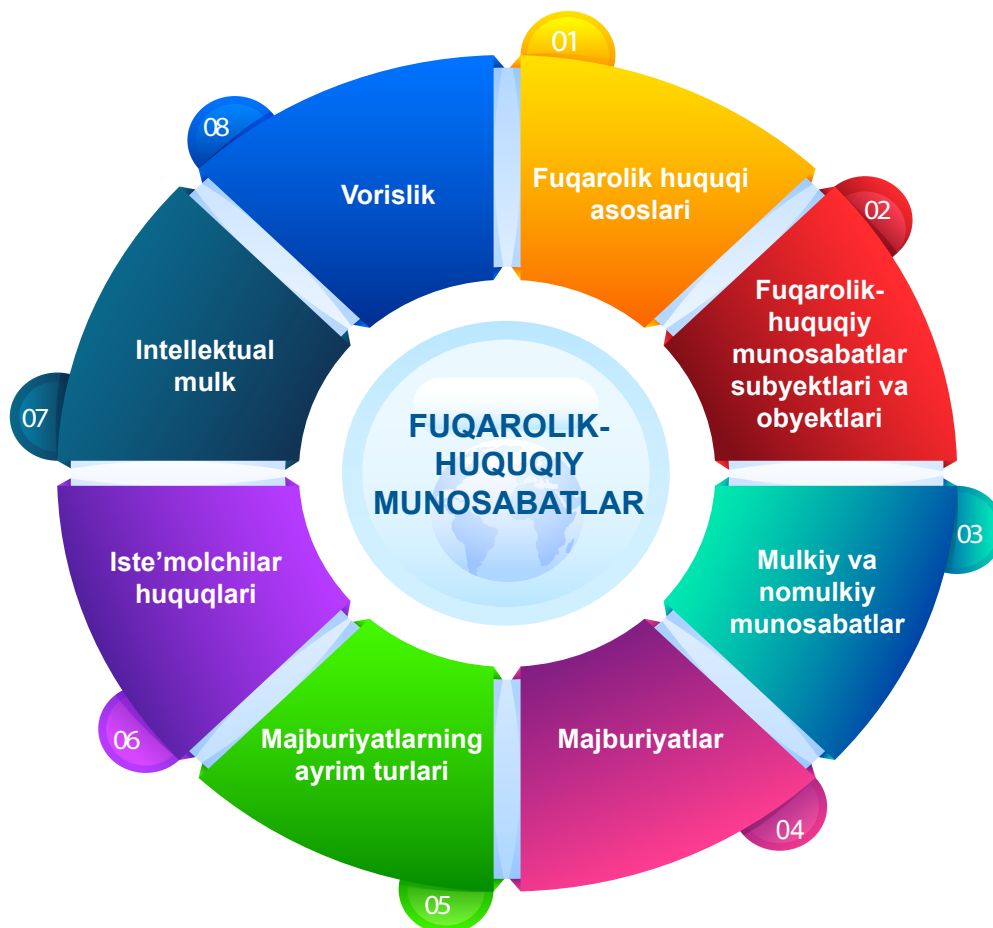 FUQAROLIK-
HUQUQIY
MUNOSABATLAR
01
Fuqarolik huquqi
asoslari
02
Fuqarolik-
huquqiy
munosabatlar
subyektlari va
obyektlari
03
Mulkiy va
nomulkiy
munosabatlar
04
Majburiyatlar
05
Majburiyatlarning
ayrim turlari
06
Iste’molchilar
huquqlari
07
Intellektual
mulk
08
Vorislik